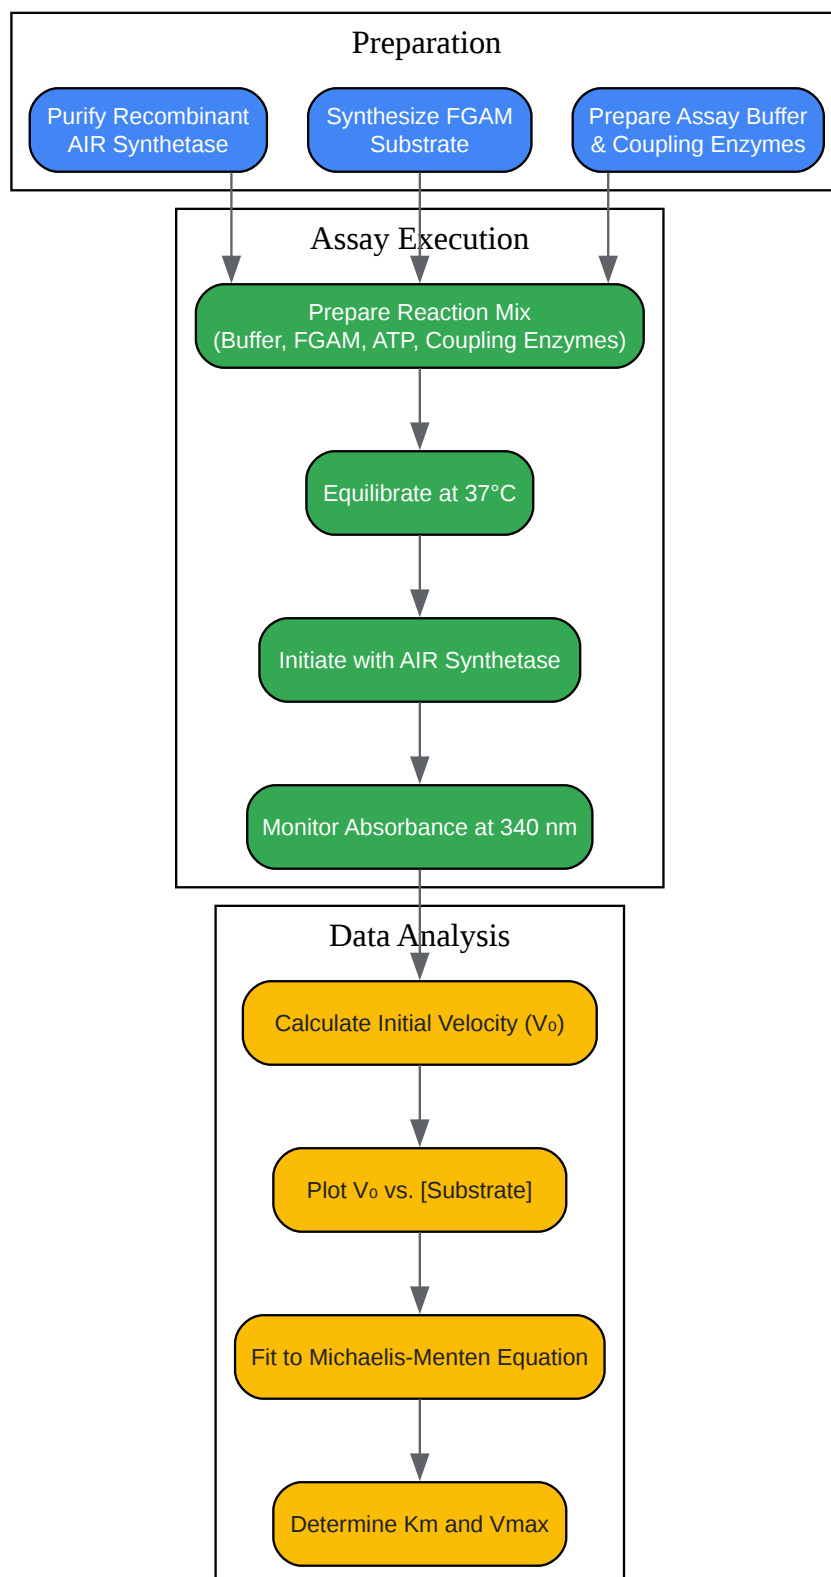 Preparation
Purify Recombinant
AIR Synthetase
Synthesize FGAM
Substrate
Prepare Assay Buffer
& Coupling Enzymes
Assay Execution
Prepare Reaction Mix
(Buffer, FGAM, ATP, Coupling Enzymes)
Equilibrate at 37°C
Initiate with AIR Synthetase
Monitor Absorbance at 340 nm
Data Analysis
Calculate Initial Velocity (V₀)
Plot V₀ vs. [Substrate]
Fit to Michaelis-Menten Equation
Determine Km and Vmax